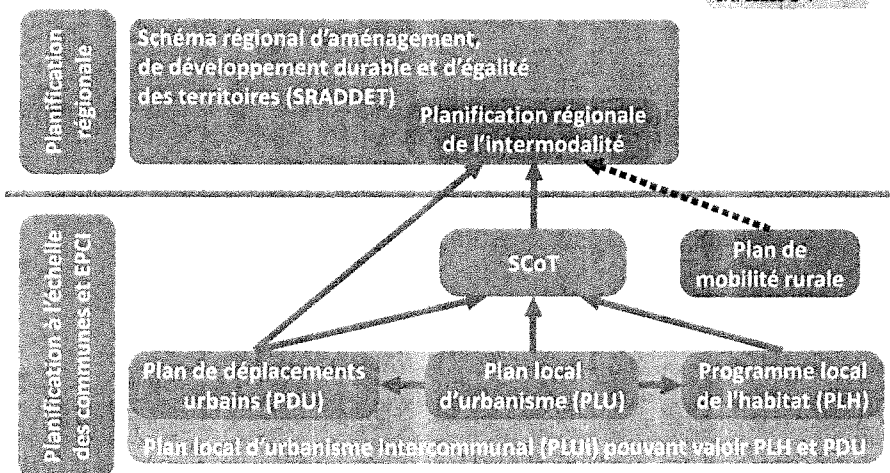 Planification
régionale
Schéma régional d'aménagement,
de développement durable et d'égalité
des territoires (SRADDET)
Planification régionale
de l'intermodalité
Planification à l'échelle
des communes et EPCI
SCoT
Plan de
mobilité rurale
Plan de déplacements
urbains (PDU)
Plan local
d'urbanisme (PLU)
Programme local
de l'habitat (PLH)
Plan local d'urbanisme intercommunal (PLUi) pouvant valoir PLH et PDU